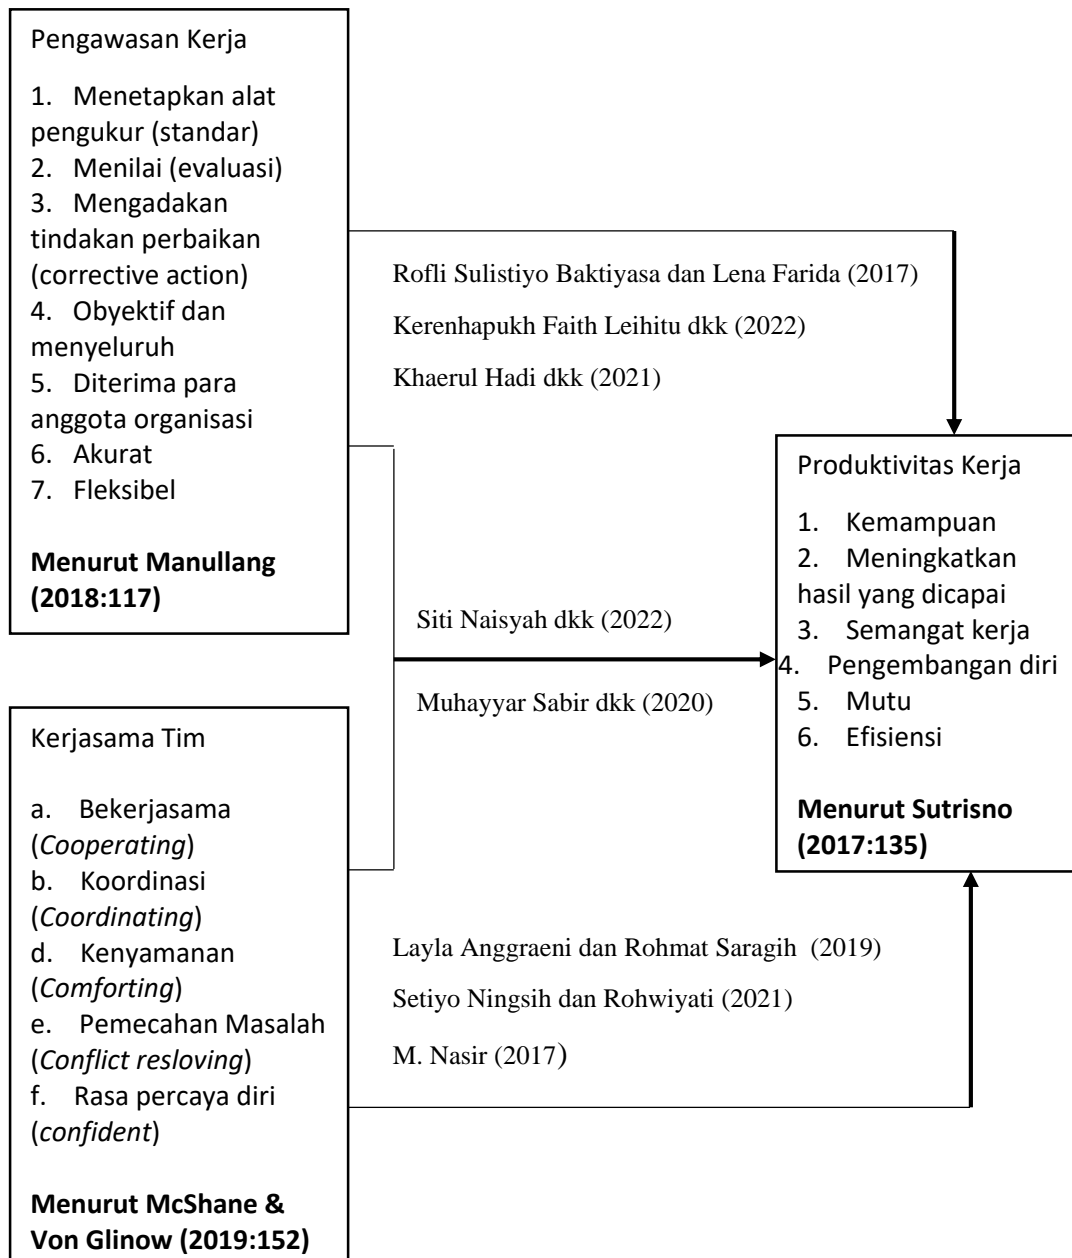 Pengawasan Kerja
1. Menetapkan alat
pengukur (standar)
2. Menilai (evaluasi)
3. Mengadakan
tindakan perbaikan
(corrective action)
4. Obyektif dan
menyeluruh
5. Diterima para
anggota organisasi
6. Akurat
7. Fleksibel
Menurut Manullang
(2018:117)
Rofli Sulistiyo Baktiyasa dan Lena Farida (2017)
Kerenhapukh Faith Leihitu dkk (2022)
Khaerul Hadi dkk (2021)
Siti Naisyah dkk (2022)
Muhayyar Sabir dkk (2020)
Produktivitas Kerja
1. Kemampuan
2. Meningkatkan
hasil yang dicapai
3. Semangat kerja
4. Pengembangan diri
5. Mutu
6. Efisiensi
Menurut Sutrisno
(2017:135)
Kerjasama Tim
a. Bekerjasama
(Cooperating)
b. Koordinasi
(Coordinating)
d. Kenyamanan
(Comforting)
e. Pemecahan Masalah
(Conflict resloving)
f. Rasa percaya diri
(confident)
Menurut McShane &
Von Glinow (2019:152)
Layla Anggraeni dan Rohmat Saragih (2019)
Setiyo Ningsih dan Rohwiyati (2021)
M. Nasir (2017)